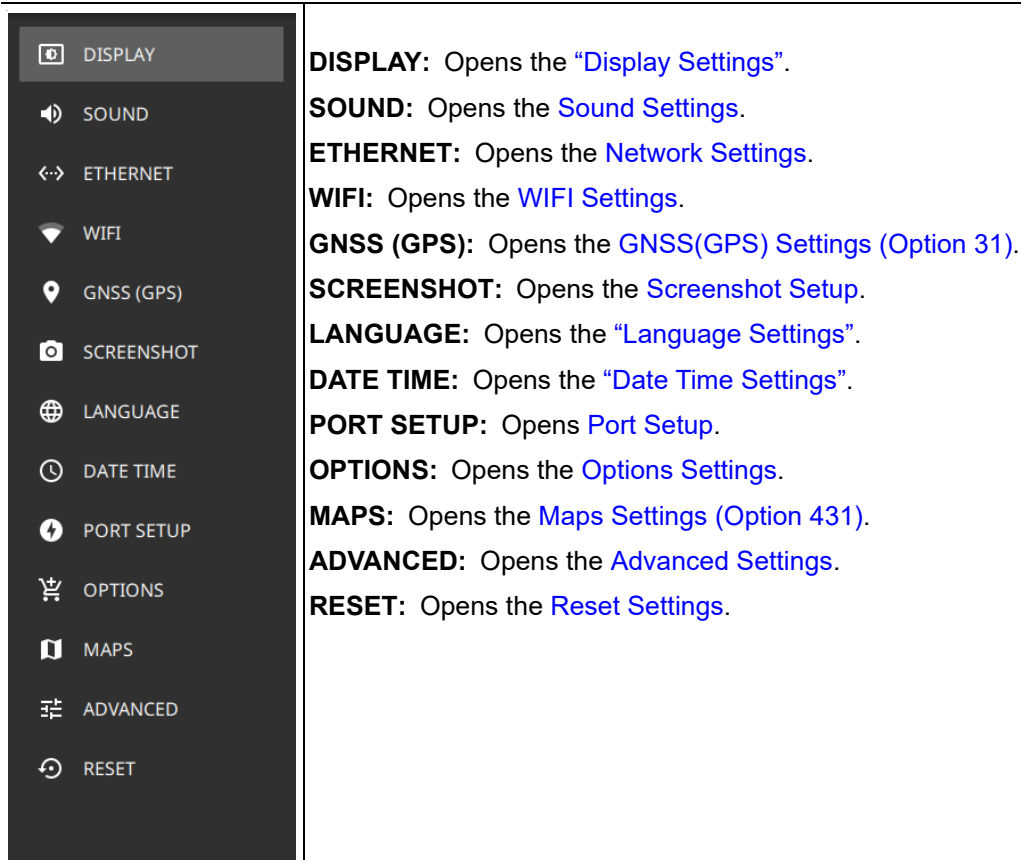 DISPLAY
SOUND
ETHERNET
WIFI
GNSS (GPS)
SCREENSHOT
LANGUAGE
DATE TIME
PORT SETUP
OPTIONS
MAPS
ADVANCED
RESET
DISPLAY: Opens the “Display Settings”.
SOUND: Opens the Sound Settings.
ETHERNET: Opens the Network Settings.
WIFI: Opens the WIFI Settings.
GNSS (GPS): Opens the GNSS(GPS) Settings (Option 31).
SCREENSHOT: Opens the Screenshot Setup.
LANGUAGE: Opens the “Language Settings”.
DATE TIME: Opens the “Date Time Settings”.
PORT SETUP: Opens Port Setup.
OPTIONS: Opens the Options Settings.
MAPS: Opens the Maps Settings (Option 431).
ADVANCED: Opens the Advanced Settings.
RESET: Opens the Reset Settings.